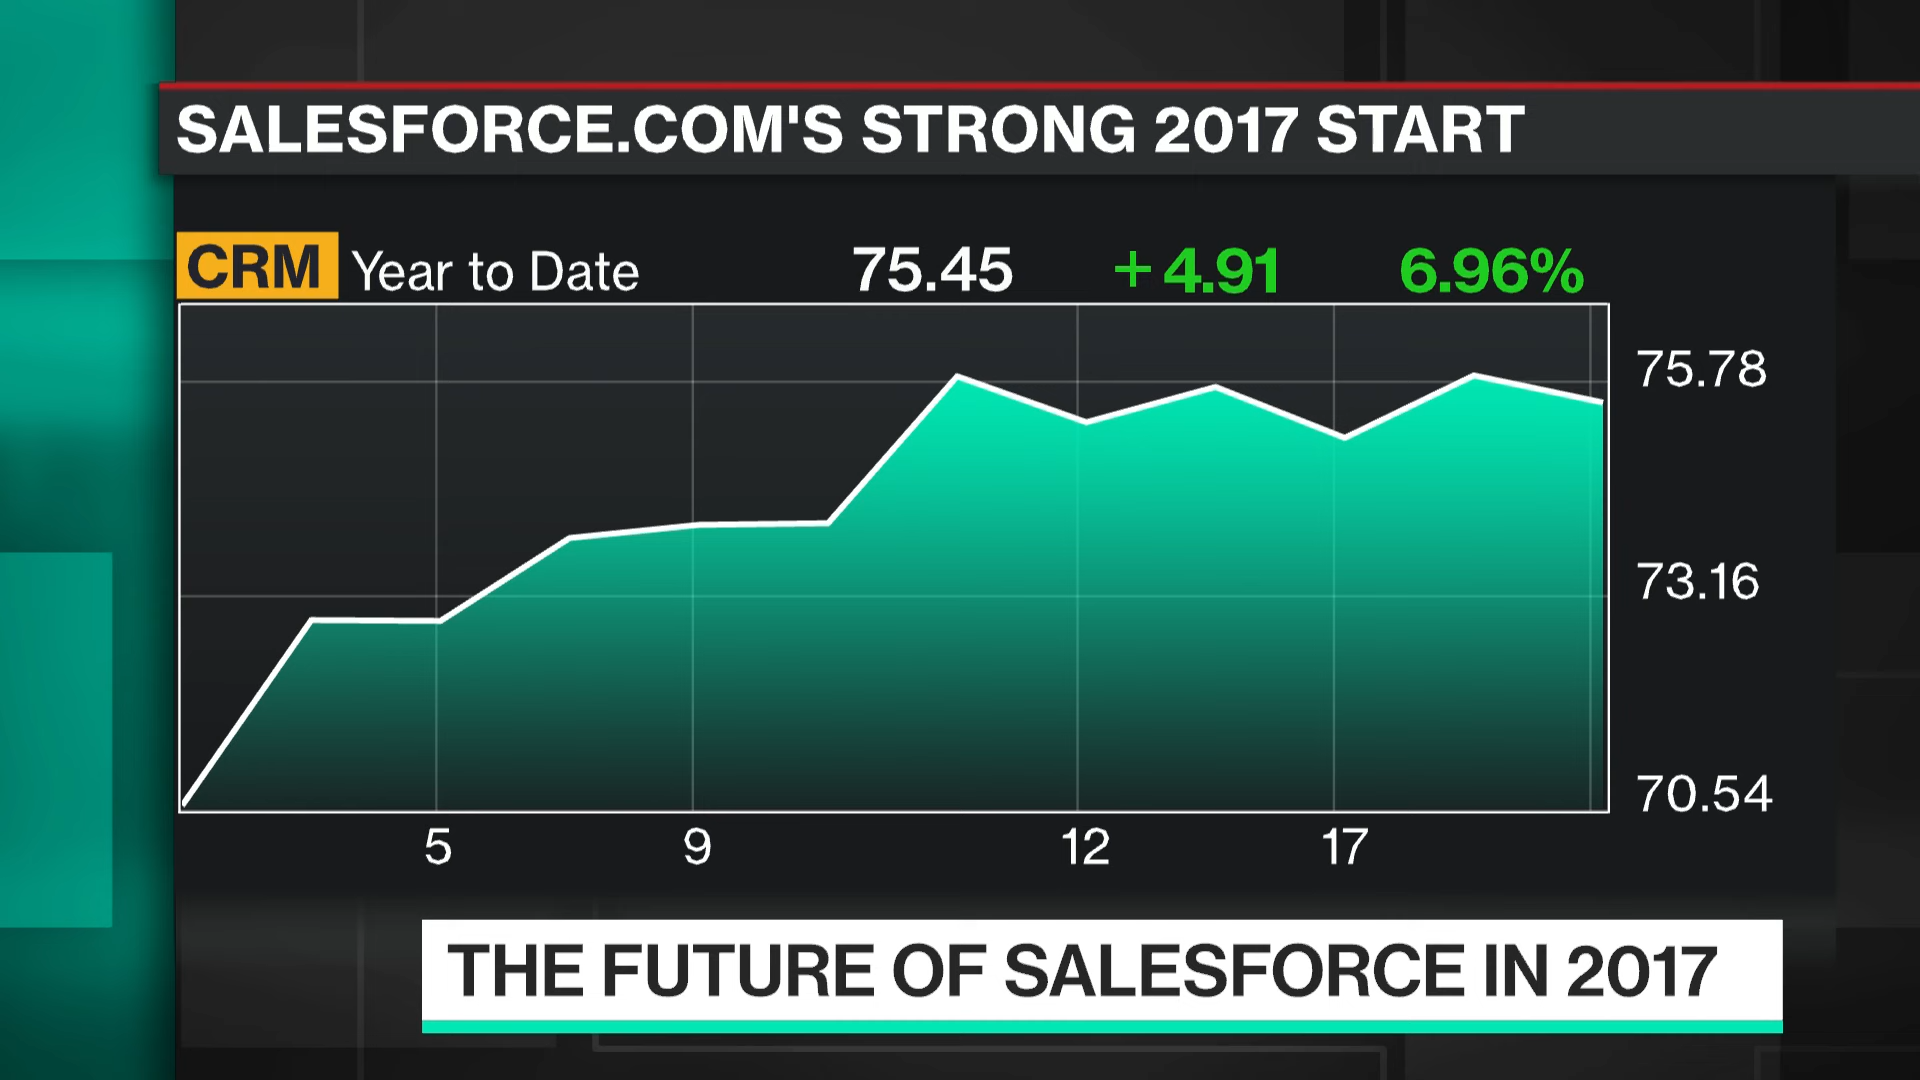 SALESFORCE.COM'S STRONG 2017 START
CRM Year to Date 75.45 +4.91 6.96%
75.78
73.16
70.54
5 9 12 17
THE FUTURE OF SALESFORCE IN 2017